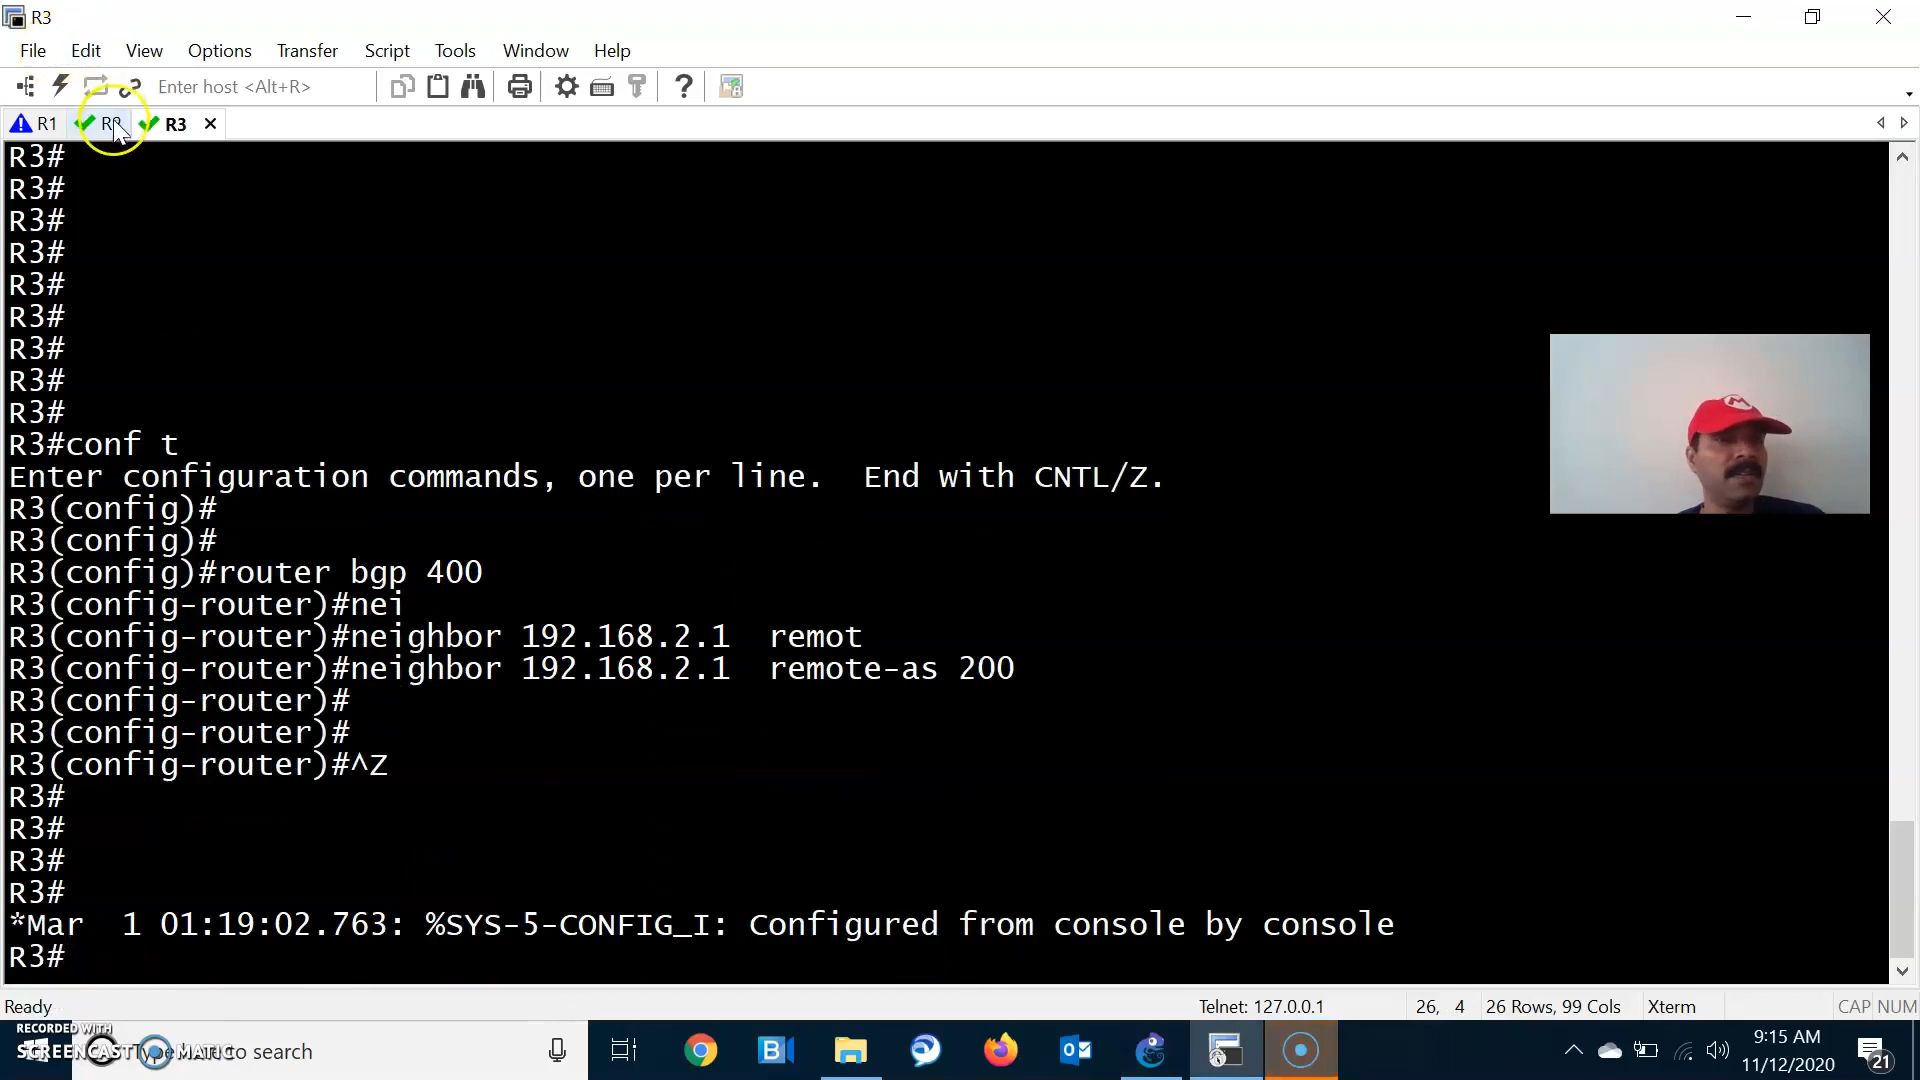 R3
File Edit View Options Transfer Script Tools Window Help
Enter host <Alt+R>
R1 R3
R3#
R3#
R3#
R3#
R3#
R3#
R3#
R3#
R3#
R3#conf t
Enter configuration commands, one per line. End with CNTL/Z.
R3(config)#
R3(config)#
R3(config)#router bgp 400
R3(config-router)#nei
R3(config-router)#neighbor 192.168.2.1 remot
R3(config-router)#neighbor 192.168.2.1 remote-as 200
R3(config-router)#
R3(config-router)#
R3(config-router)#^Z
R3#
R3#
R3#
R3#
*Mar 1 01:19:02.763: %SYS-5-CONFIG_I: Configured from console by console
R3#
M
Ready Telnet: 127.0.0.1 26, 4 26 Rows, 99 Cols Xterm CAP NUM
RECORDED WITH
SCREENCAST MATIC
to search
9:15 AM
11/12/2020
21